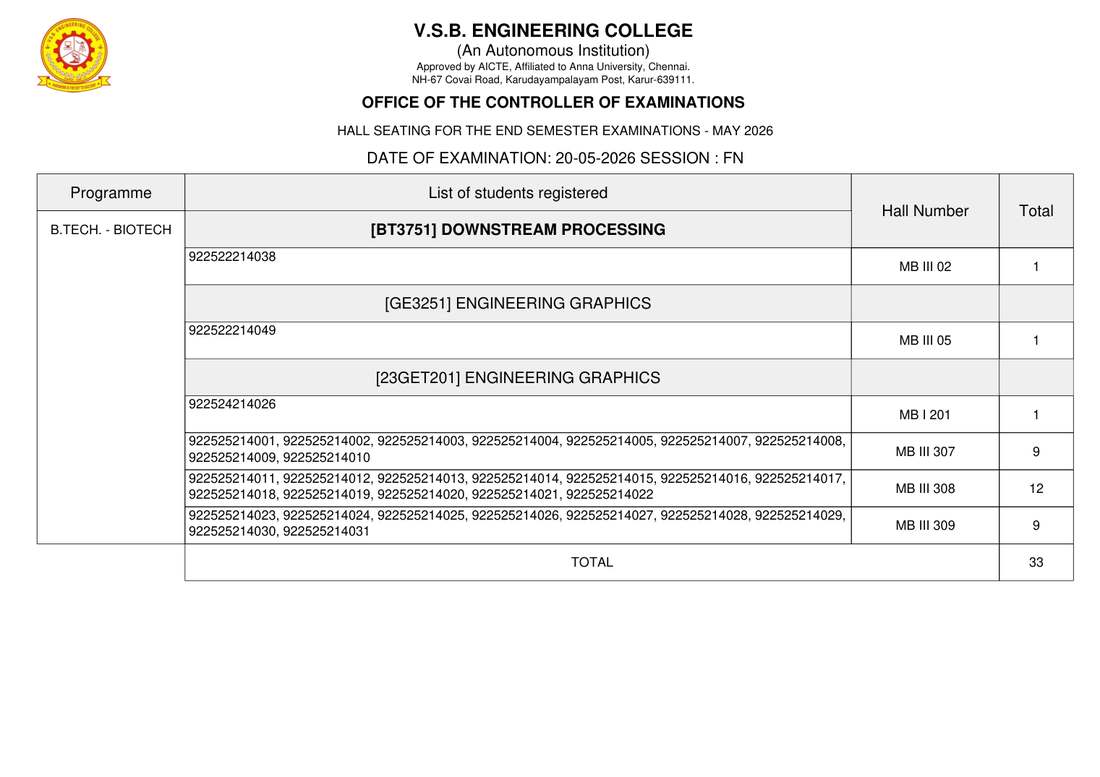 V.S.B. ENGINEERING COLLEGE
(An Autonomous Institution)
Approved by AICTE, Affiliated to Anna University, Chennai.
NH-67 Covai Road, Karudayampalayam Post, Karur-639111.
OFFICE OF THE CONTROLLER OF EXAMINATIONS
HALL SEATING FOR THE END SEMESTER EXAMINATIONS - MAY 2026
DATE OF EXAMINATION: 20-05-2026 SESSION : FN
Programme List of students registered Hall Number Total
B.TECH. - BIOTECH [BT3751] DOWNSTREAM PROCESSING
922522214038 MB III 02 1
[GE3251] ENGINEERING GRAPHICS
922522214049 MB III 05 1
[23GET201] ENGINEERING GRAPHICS
922524214026 MB I 201 1
922525214001, 922525214002, 922525214003, 922525214004, 922525214005, 922525214007, 922525214008,
922525214009, 922525214010 MB III 307 9
922525214011, 922525214012, 922525214013, 922525214014, 922525214015, 922525214016, 922525214017,
922525214018, 922525214019, 922525214020, 922525214021, 922525214022 MB III 308 12
922525214023, 922525214024, 922525214025, 922525214026, 922525214027, 922525214028, 922525214029,
922525214030, 922525214031 MB III 309 9
TOTAL 33